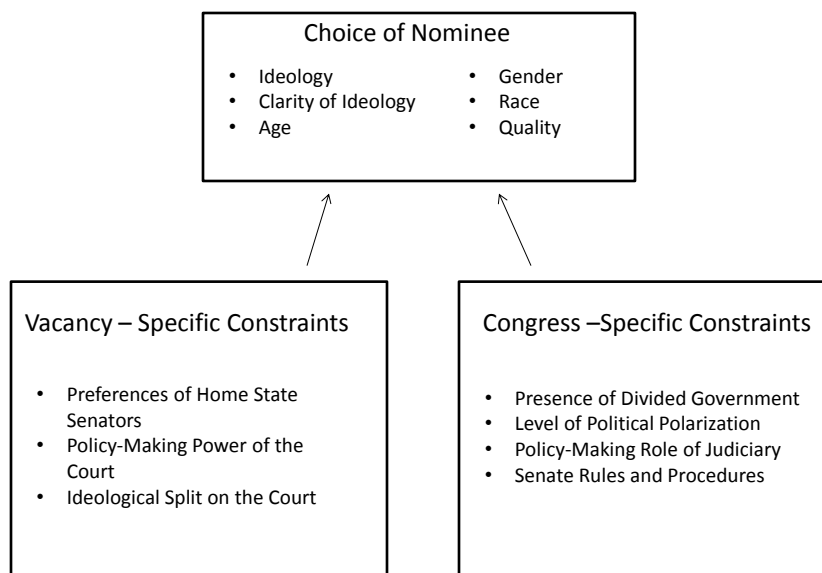 Choice of Nominee
• Ideology
• Clarity of Ideology
• Age
• Gender
• Race
• Quality
Vacancy – Specific Constraints
• Preferences of Home State
Senators
• Policy-Making Power of the
Court
• Ideological Split on the Court
Congress –Specific Constraints
• Presence of Divided Government
• Level of Political Polarization
• Policy-Making Role of Judiciary
• Senate Rules and Procedures